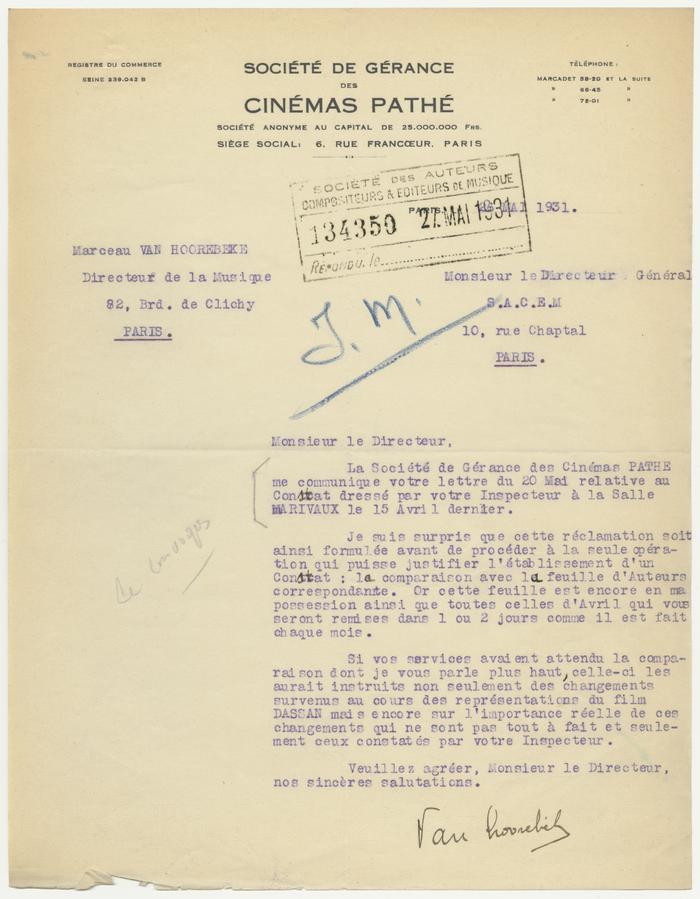 REGISTRE DU COMMERCE
SEINE 239.042 B
SOCIÉTÉ DE GÉRANCE
DES
CINÉMAS PATHÉ
SOCIÉTÉ ANONYME AU CAPITAL DE 25.000.000 FRS.
SIÈGE SOCIAL: 6, RUE FRANCŒUR, PARIS
TÉLÉPHONE:
MARCADET 58-20 ET LA SUITE
» 66-45 »
» 72-01 »
SOCIÉTÉ DES AUTEURS
COMPOSITEURS & EDITEURS DE MUSIQUE
134350 27 MAI 1931
RÉPONDU, le
PARIS, MAI 1931.
Marceau VAN HOOREBEKE
Directeur de la Musique
82, Brd. de Clichy
PARIS.
Monsieur le Directeur Général
S.A.C.E.M
10, rue Chaptal
PARIS.
J. M.
Monsieur le Directeur,
La Société de Gérance des Cinémas PATHE
me communique votre lettre du 20 Mai relative au
Constat dressé par votre Inspecteur à la Salle
MARIVAUX le 15 Avril dernier.
Je suis surpris que cette réclamation soit
ainsi formulée avant de procéder à la seule opéra-
tion qui puisse justifier l'établissement d'un
Constat : la comparaison avec la feuille d'Auteurs
correspondante. Or cette feuille est encore en ma
possession ainsi que toutes celles d'Avril qui vous
seront remises dans 1 ou 2 jours comme il est fait
chaque mois.
Si vos services avaient attendu la compa-
raison dont je vous parle plus haut, celle-ci les
aurait instruits non seulement des changements
survenus au cours des représentations du film
DASSAN mais encore sur l'importance réelle de ces
changements qui ne sont pas tout à fait et seule-
ment ceux constatés par votre Inspecteur.
Veuillez agréer, Monsieur le Directeur,
nos sincères salutations.
Van Hoorebeke